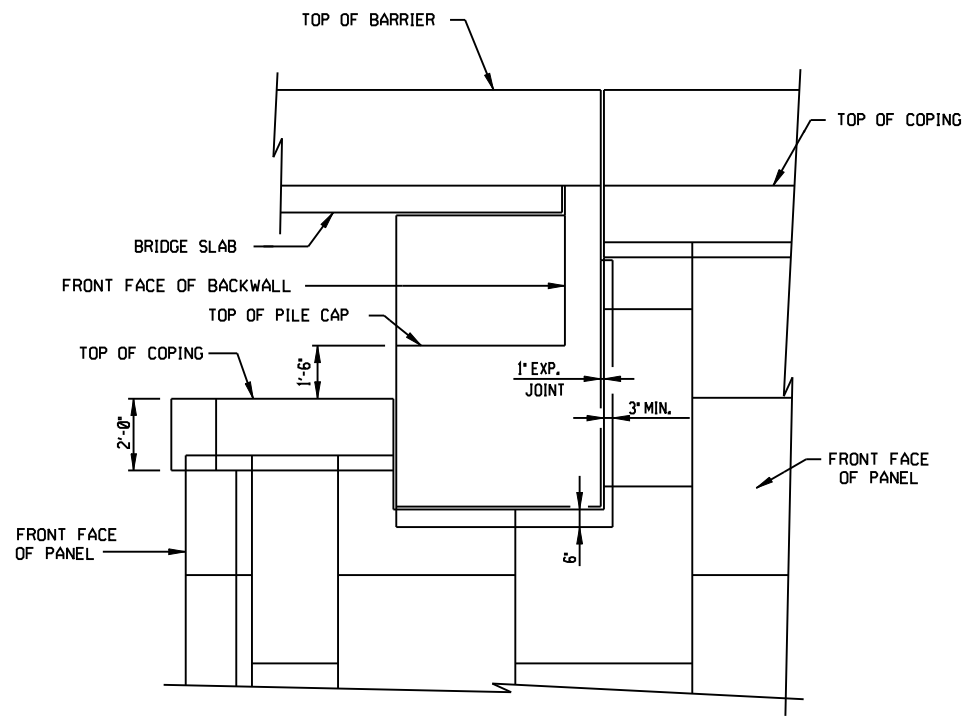 TOP OF BARRIER
TOP OF COPING
BRIDGE SLAB
FRONT FACE OF BACKWALL
TOP OF PILE CAP
TOP OF COPING
1'-6"
1" EXP.
JOINT
3" MIN.
2'-0"
FRONT FACE
OF PANEL
FRONT FACE
OF PANEL
6"